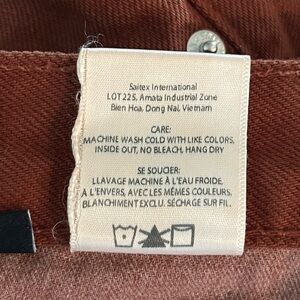 Saitex International
LOT 225, Amata Industrial Zone
Bien Hoa, Dong Nai, Vietnam
CARE:
MACHINE WASH COLD WITH LIKE COLORS,
INSIDE OUT, NO BLEACH, HANG DRY
SE SOUCIER:
LLAVAGE MACHINE À L'EAU FROIDE,
A L'ENVERS, AVEC LES MÊMES COULEURS,
BLANCHIMENT EXCLU. SÉCHAGE SUR FIL.